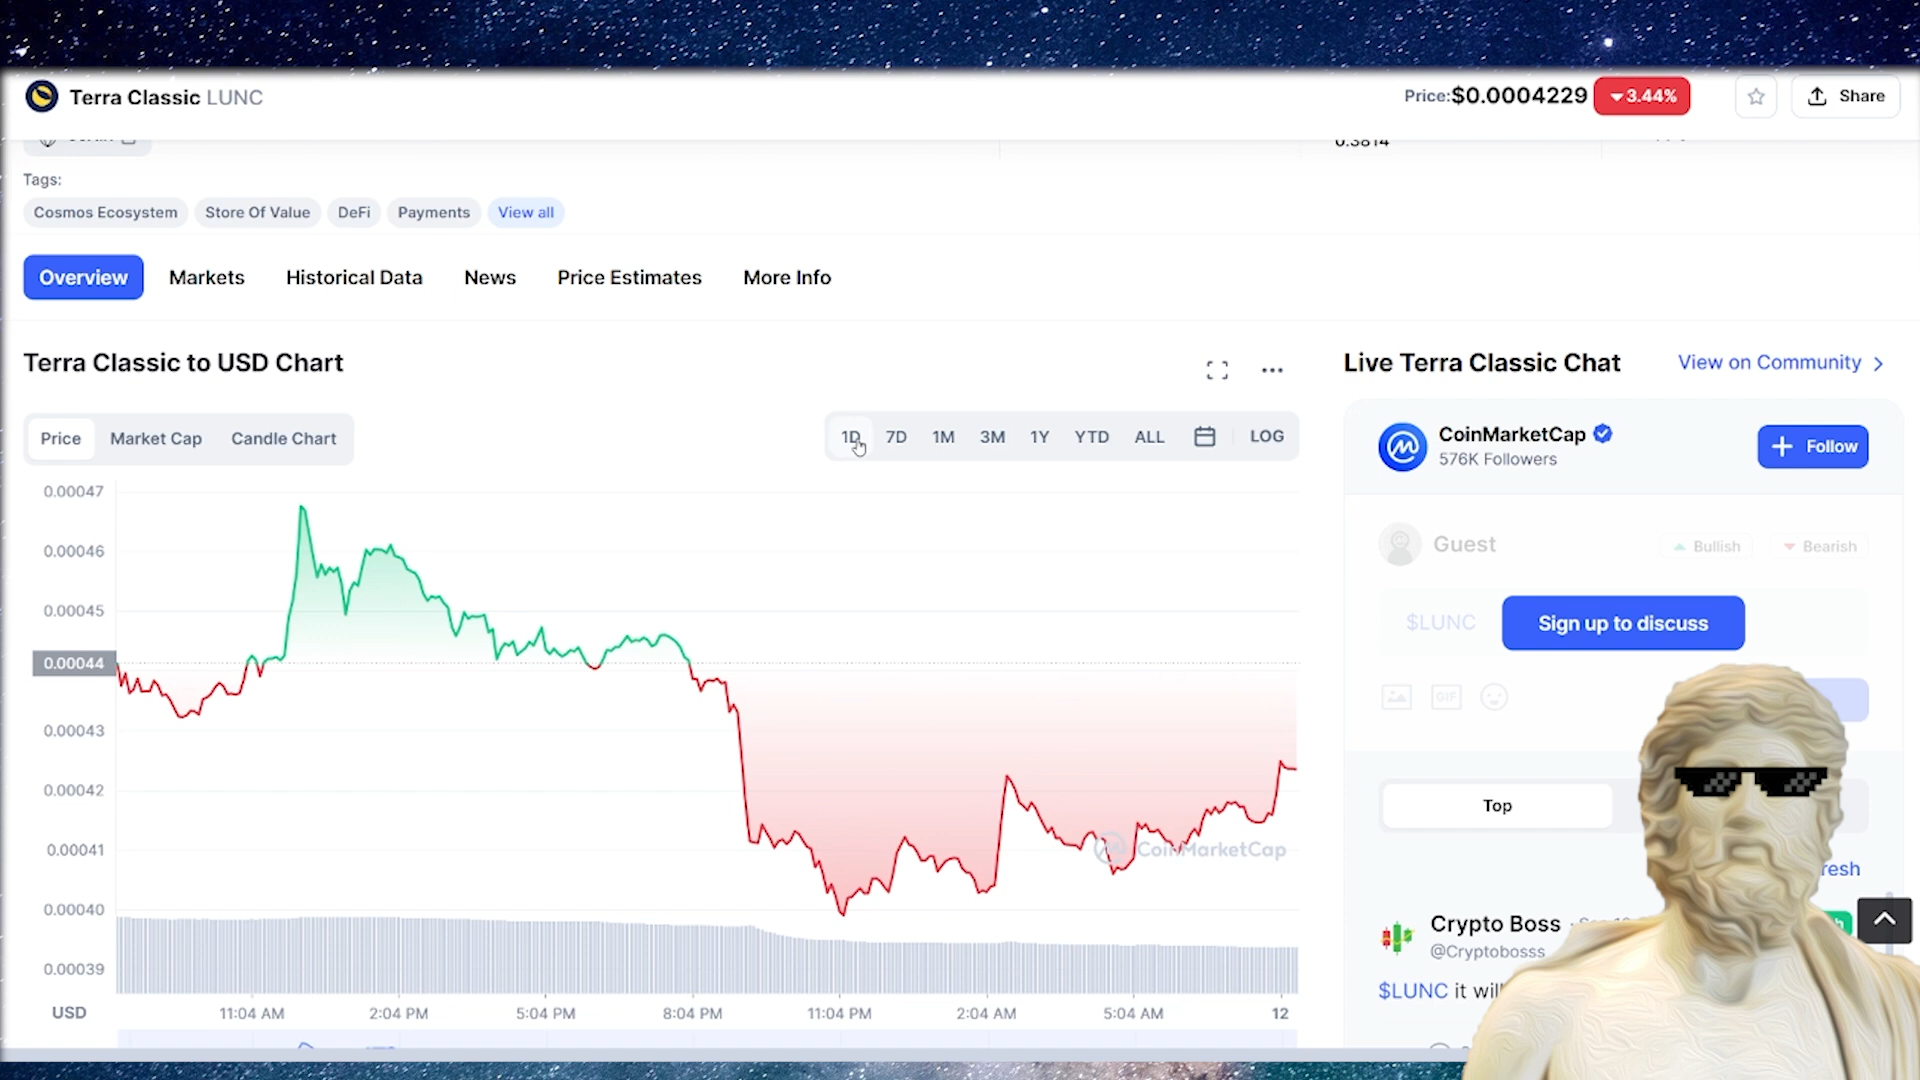 Terra Classic LUNC
Price:$0.0004229
3.44%
Share
0.3814
Tags:
Cosmos Ecosystem
Store Of Value
DeFi
Payments
View all
Overview
Markets
Historical Data
News
Price Estimates
More Info
Terra Classic to USD Chart
Price
Market Cap
Candle Chart
1D
7D
1M
3M
1Y
YTD
ALL
LOG
0.00047
0.00046
0.00045
0.00044
0.00043
0.00042
0.00041
0.00040
0.00039
CoinMarketCap
USD
11:04 AM
2:04 PM
5:04 PM
8:04 PM
11:04 PM
2:04 AM
5:04 AM
12
Live Terra Classic Chat
View on Community
CoinMarketCap
576K Followers
Follow
Guest
Bullish
Bearish
$LUNC
Sign up to discuss
GIF
Top
resh
Crypto Boss
@Cryptobosss
$LUNC it will